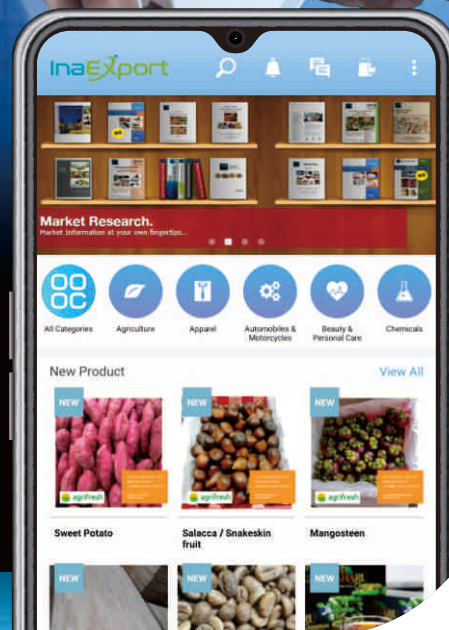 InaExport
Market Research.
Market Information at your own fingertips...
All Categories
Agriculture
Apparel
Automobiles &
Motorcycles
Beauty &
Personal Care
Chemicals
New Product
View All
NEW
NEW
NEW
agrifresh
agrifresh
agrifresh
Sweet Potato
Salacca / Snakeskin
fruit
Mangosteen
NEW
NEW
NEW